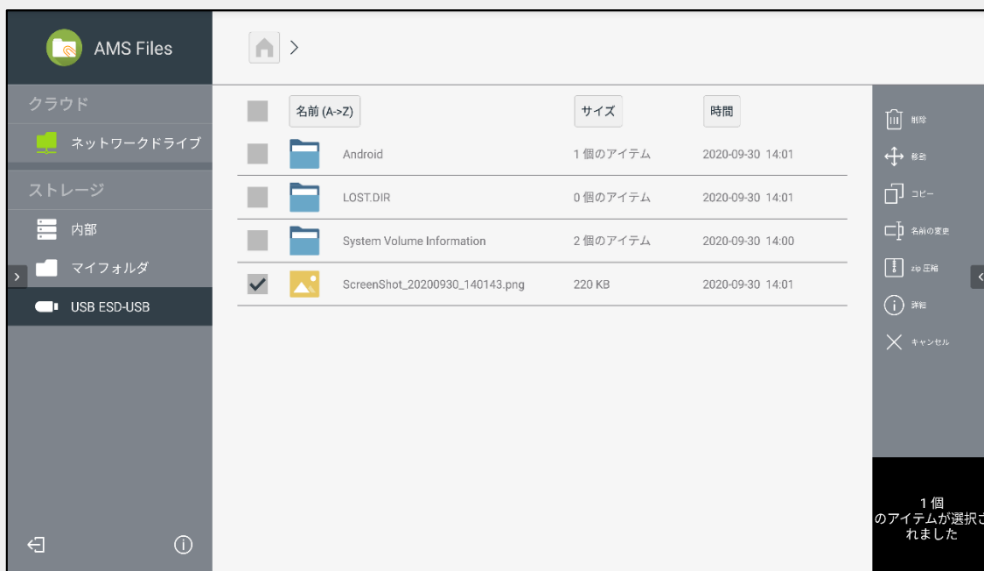 AMS Files
クラウド
ネットワークドライブ
ストレージ
内部
マイフォルダ
USB ESD-USB
名前 (A->Z) サイズ 時間
Android 1 個のアイテム 2020-09-30 14:01
LOST.DIR 0 個のアイテム 2020-09-30 14:01
System Volume Information 2 個のアイテム 2020-09-30 14:00
ScreenShot_20200930_140143.png 220 KB 2020-09-30 14:01
削除
移動
コピー
名前の変更
zip 圧縮
詳細
キャンセル
1 個
のアイテムが選択さ
れました